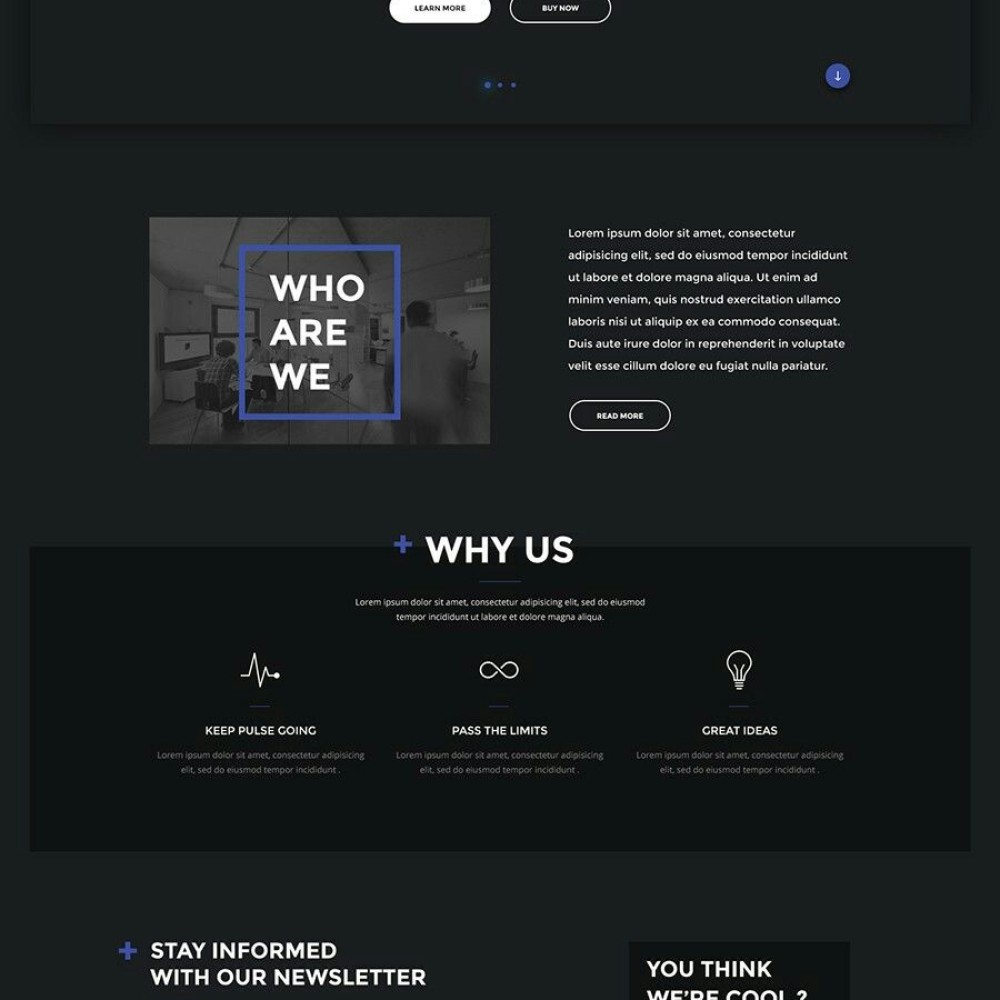 LEARN MORE
BUY NOW
WHO
ARE
WE
Lorem ipsum dolor sit amet, consectetur
adipisicing elit, sed do eiusmod tempor incididunt
ut labore et dolore magna aliqua. Ut enim ad
minim veniam, quis nostrud exercitation ullamco
laboris nisi ut aliquip ex ea commodo consequat.
Duis aute irure dolor in reprehenderit in voluptate
velit esse cillum dolore eu fugiat nulla pariatur.
READ MORE
+ WHY US
Lorem ipsum dolor sit amet, consectetur adipisicing elit, sed do eiusmod
tempor incididunt ut labore et dolore magna aliqua.
KEEP PULSE GOING
Lorem ipsum dolor sit amet, consectetur adipisicing
elit, sed do eiusmod tempor incididunt .
PASS THE LIMITS
Lorem ipsum dolor sit amet, consectetur adipisicing
elit, sed do eiusmod tempor incididunt .
GREAT IDEAS
Lorem ipsum dolor sit amet, consectetur adipisicing
elit, sed do eiusmod tempor incididunt .
+ STAY INFORMED
WITH OUR NEWSLETTER
YOU THINK
WE'RE COOL ?